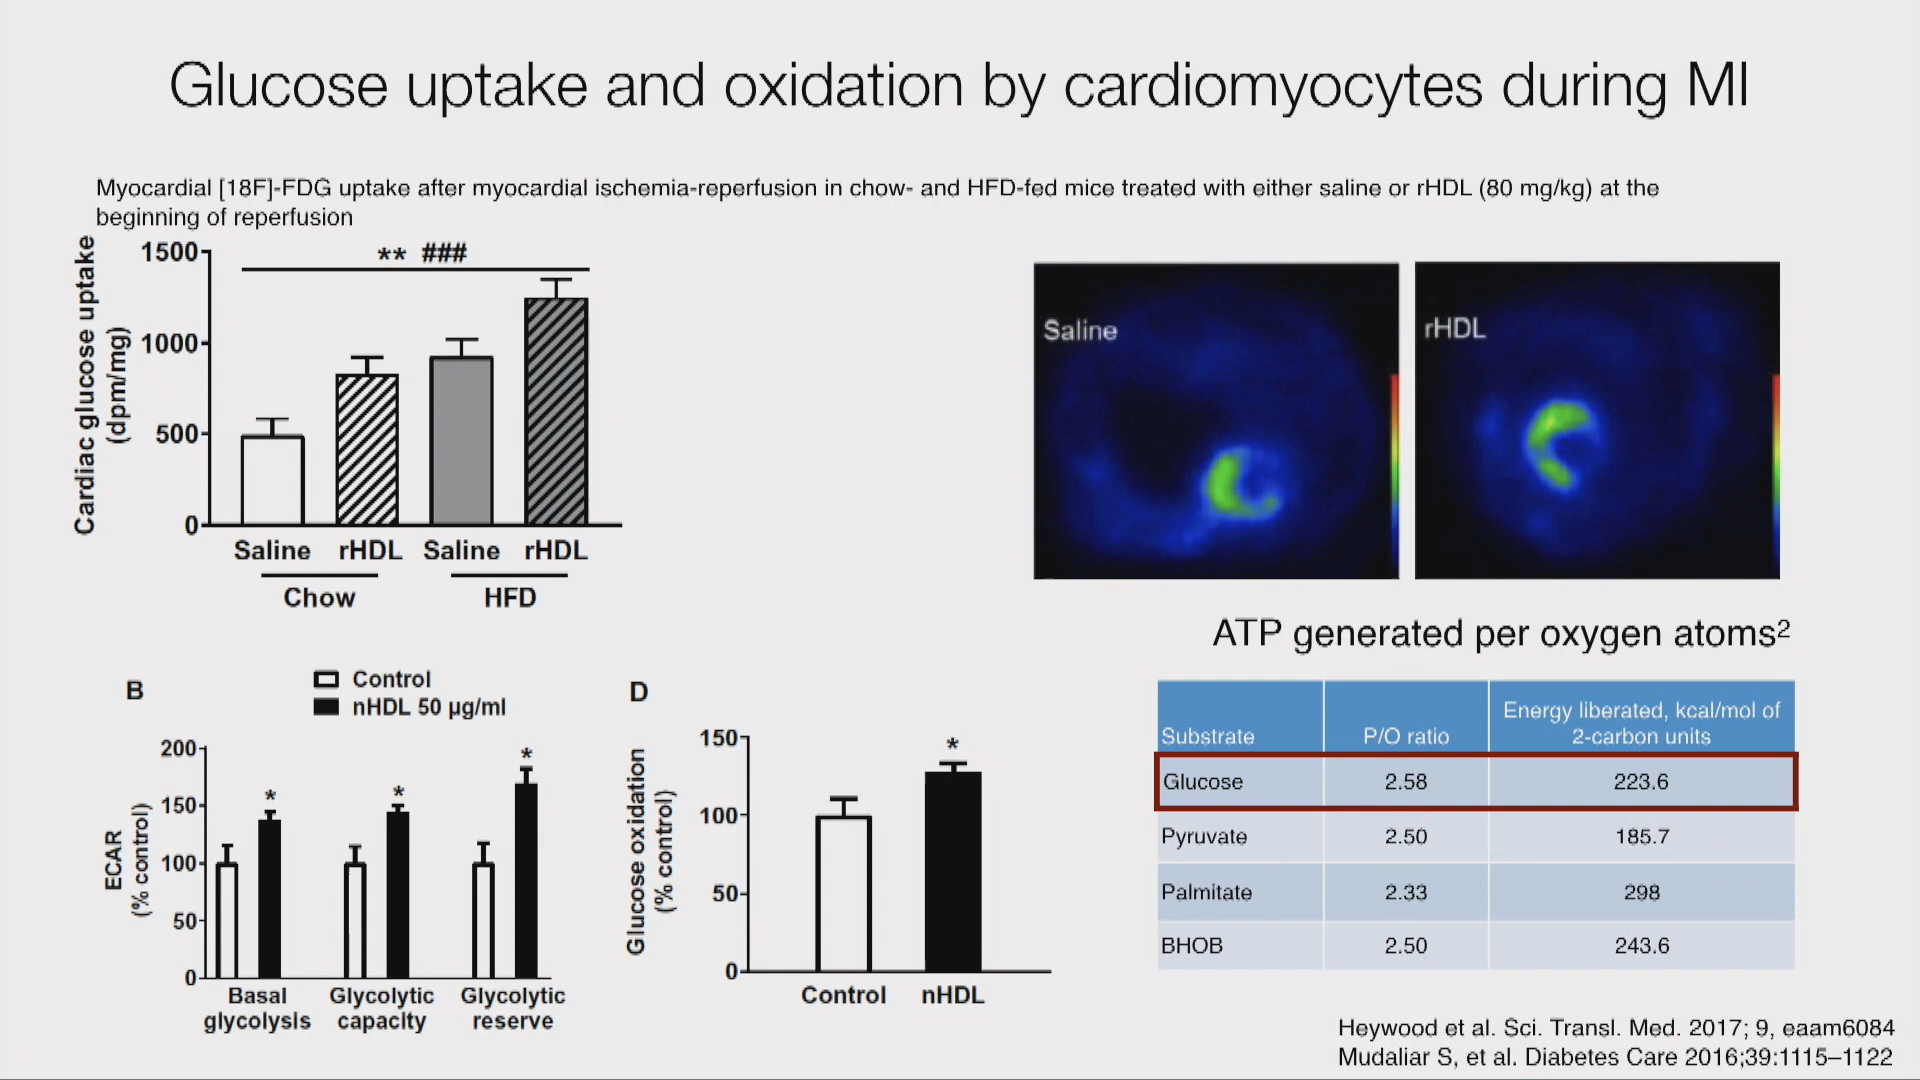 Glucose uptake and oxidation by cardiomyocytes during MI
Myocardial [18F]-FDG uptake after myocardial ischemia-reperfusion in chow- and HFD-fed mice treated with either saline or rHDL (80 mg/kg) at the
beginning of reperfusion
Cardiac glucose uptake
(dpm/mg)
1500
1000
500
0
** ###
Saline rHDL Saline rHDL
Chow HFD
Saline
rHDL
B
Control
nHDL 50 µg/ml
ECAR
(% control)
200
150
100
50
0
* * *
Basal
glycolysis
Glycolytic
capacity
Glycolytic
reserve
D
Glucose oxidation
(% control)
150
100
50
0
*
Control nHDL
ATP generated per oxygen atoms²
Substrate P/O ratio Energy liberated, kcal/mol of
2-carbon units
Glucose 2.58 223.6
Pyruvate 2.50 185.7
Palmitate 2.33 298
BHOB 2.50 243.6
Heywood et al. Sci. Transl. Med. 2017; 9, eaam6084
Mudaliar S, et al. Diabetes Care 2016;39:1115–1122